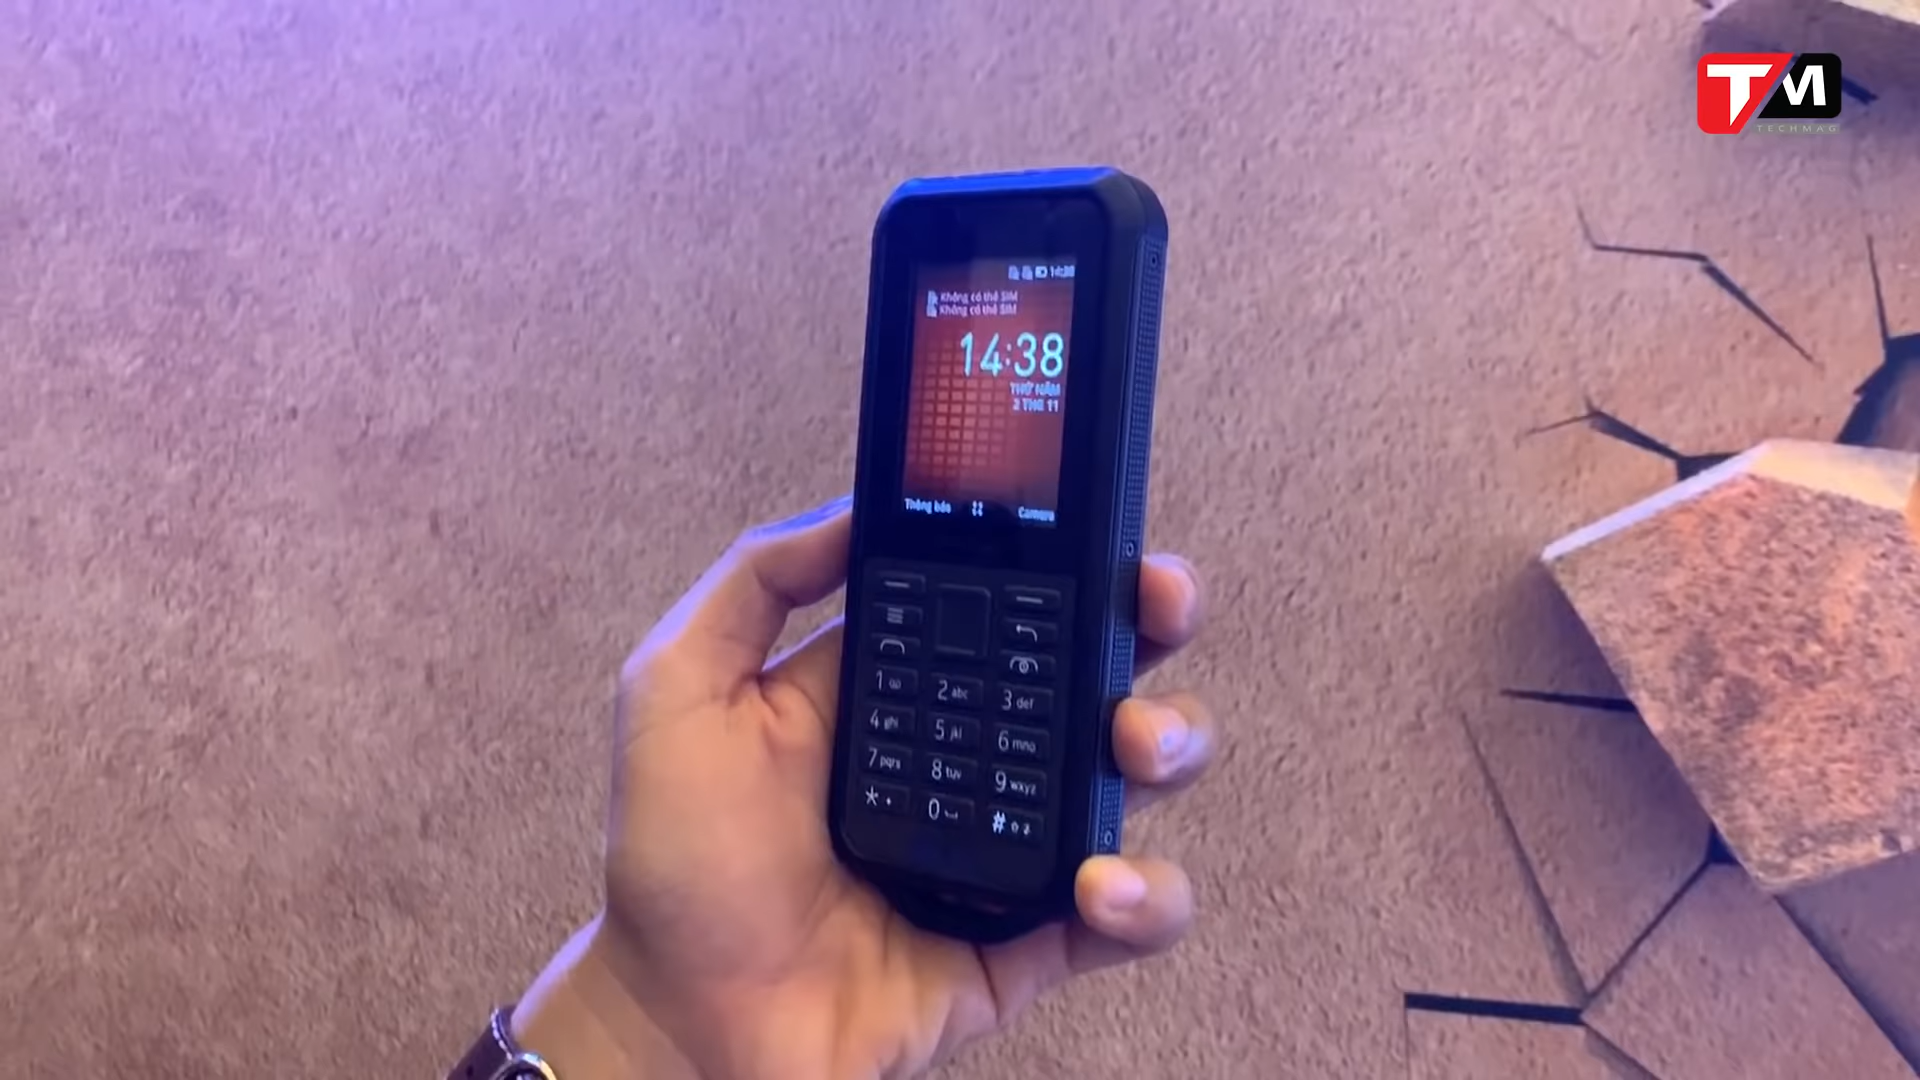 TM
TECHMAG
14:38
Không có thẻ SIM
Không có thẻ SIM
14:38
THỨ NĂM
2 THG 11
Thông báo
Camera
1
2 abc
3 def
4 ghi
5 jkl
6 mno
7 pqrs
8 tuv
9 wxyz
*
0
#